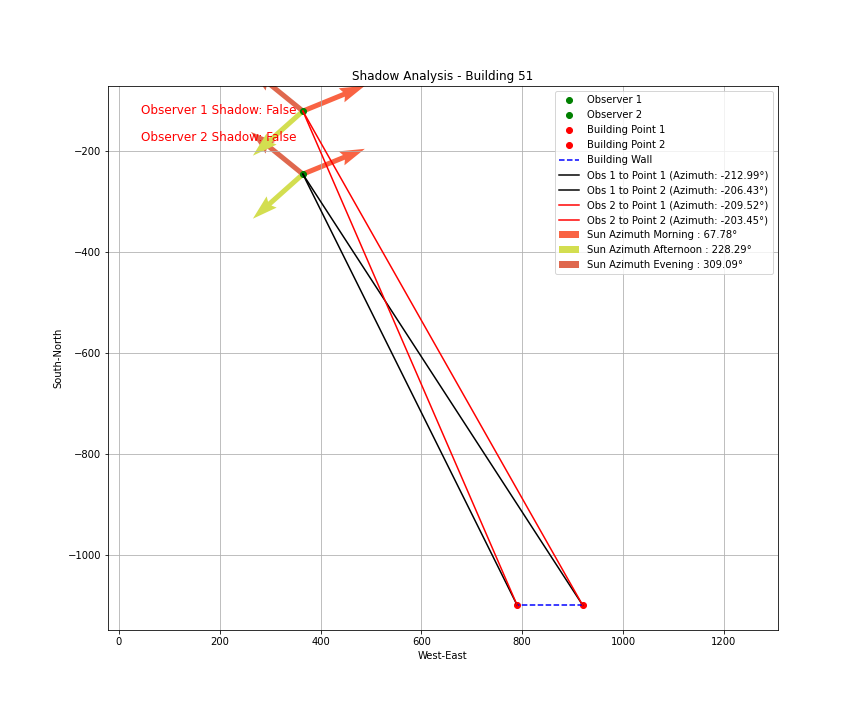 Shadow Analysis - Building 51
Observer 1 Shadow: False
Observer 2 Shadow: False
Observer 1
Observer 2
Building Point 1
Building Point 2
Building Wall
Obs 1 to Point 1 (Azimuth: -212.99°)
Obs 1 to Point 2 (Azimuth: -206.43°)
Obs 2 to Point 1 (Azimuth: -209.52°)
Obs 2 to Point 2 (Azimuth: -203.45°)
Sun Azimuth Morning : 67.78°
Sun Azimuth Afternoon : 228.29°
Sun Azimuth Evening : 309.09°
South-North
−200
−400
−600
−800
−1000
0 200 400 600 800 1000 1200
West-East